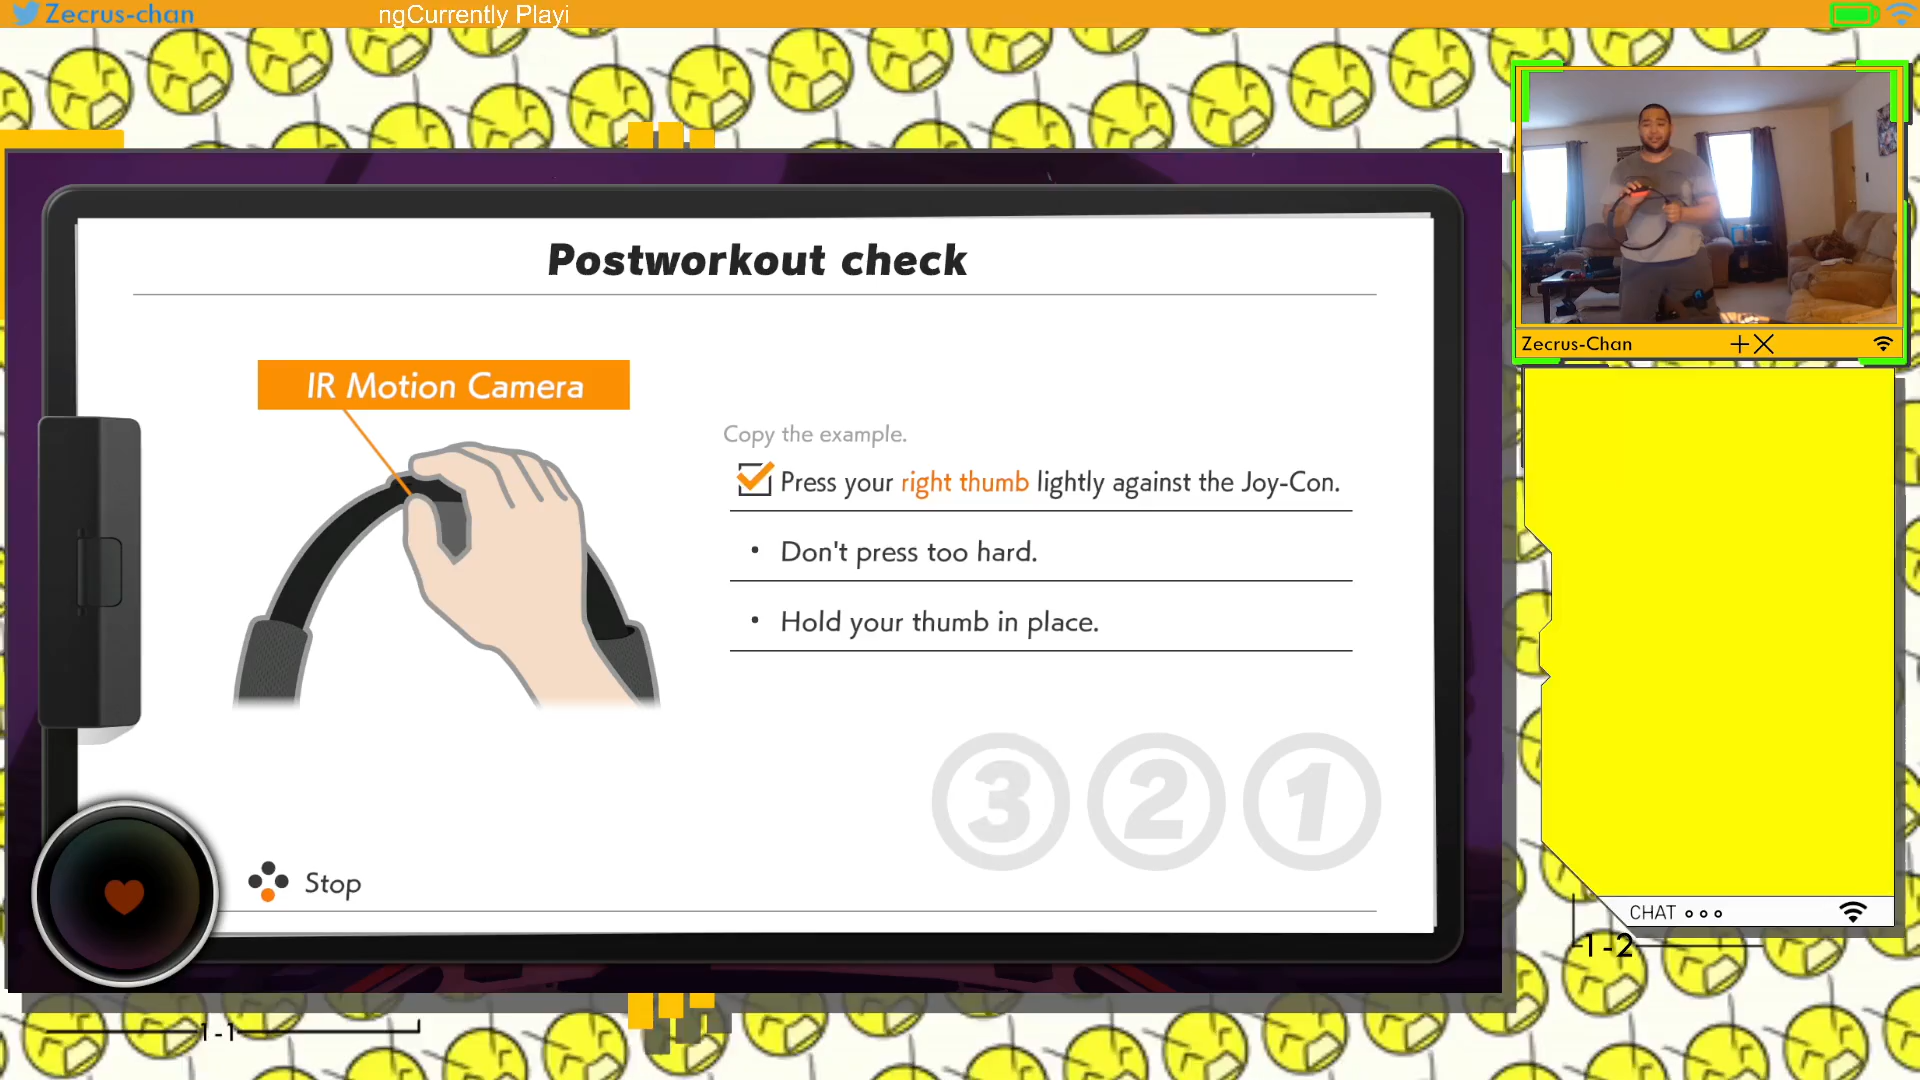 Zecrus-chan
ngCurrently Playi
Postworkout check
IR Motion Camera
Copy the example.
Press your right thumb lightly against the Joy-Con.
• Don't press too hard.
• Hold your thumb in place.
3 2 1
Stop
Zecrus-Chan
CHAT
1-2
1-1